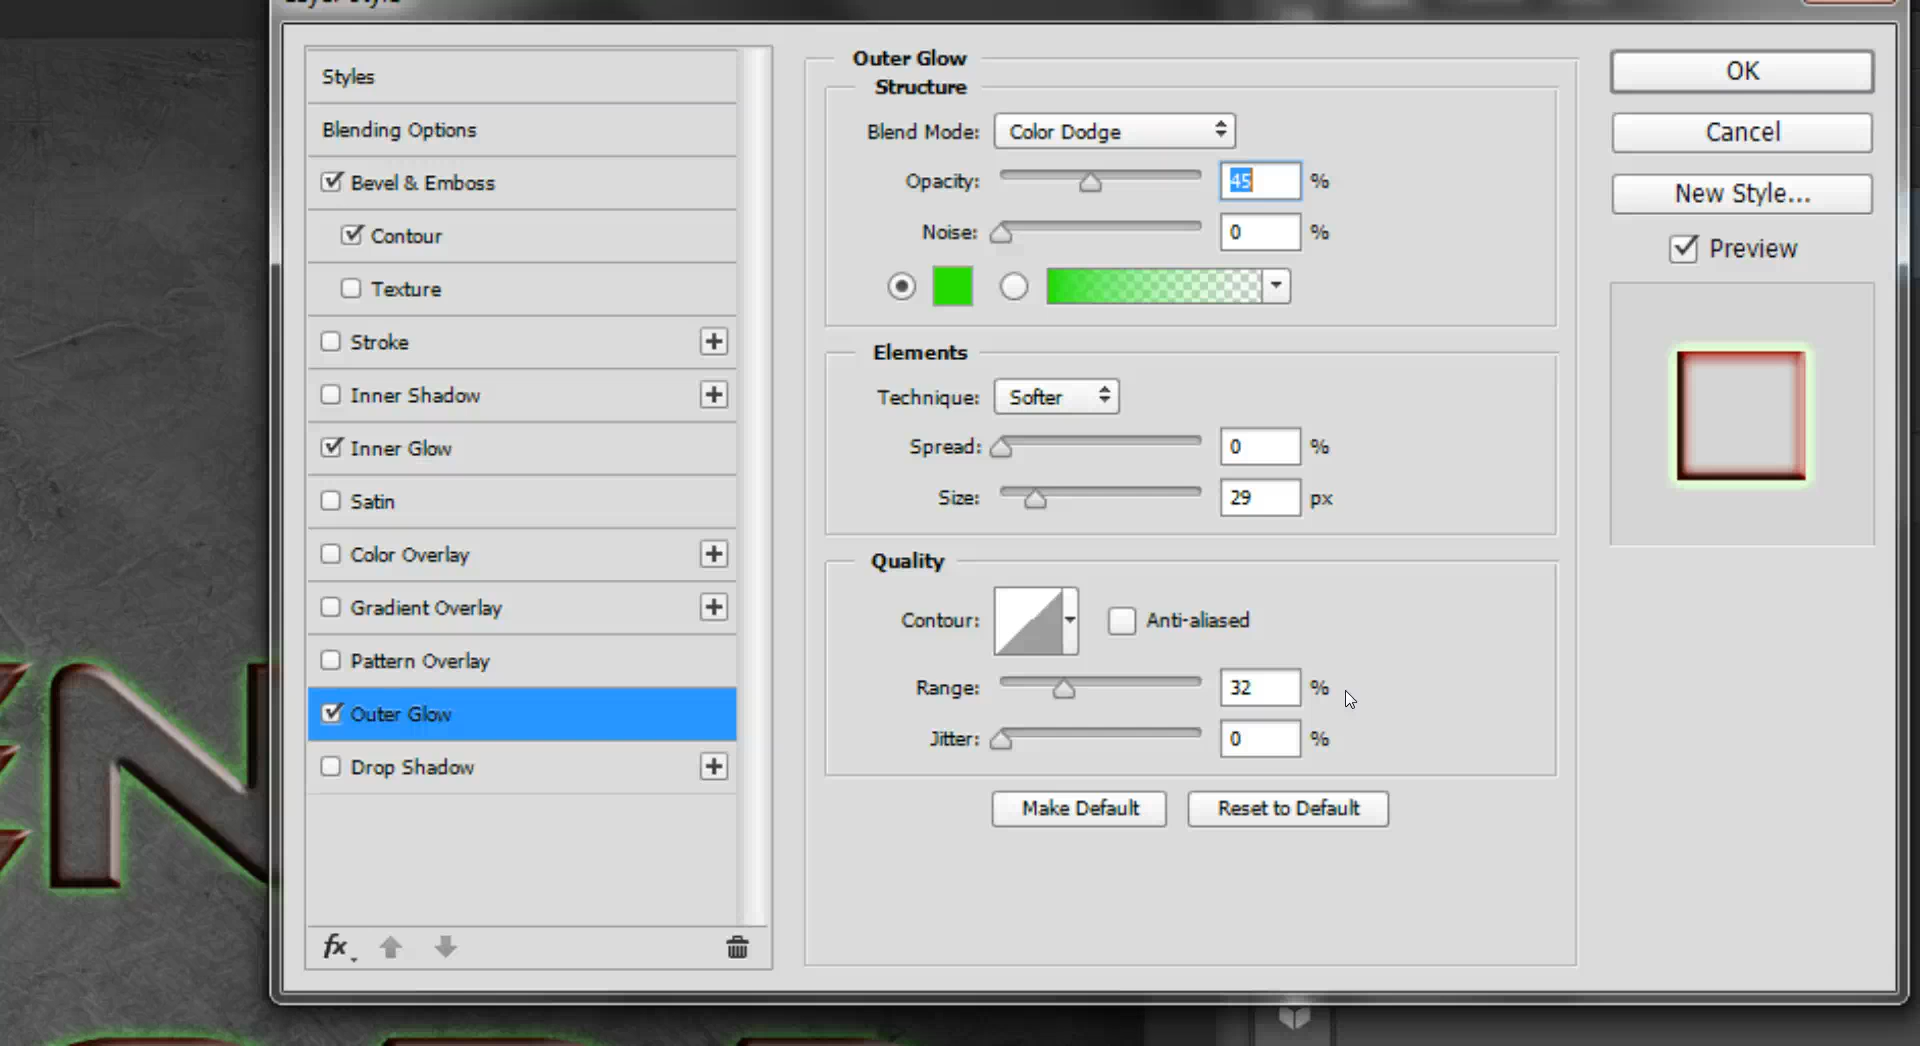 Layer Style
Styles
Blending Options
Bevel & Emboss
Contour
Texture
Stroke
Inner Shadow
Inner Glow
Satin
Color Overlay
Gradient Overlay
Pattern Overlay
Outer Glow
Drop Shadow
fx
Outer Glow
Structure
Blend Mode: Color Dodge
Opacity: 45 %
Noise: 0 %
Elements
Technique: Softer
Spread: 0 %
Size: 29 px
Quality
Contour: Anti-aliased
Range: 32 %
Jitter: 0 %
Make Default Reset to Default
OK
Cancel
New Style...
Preview
N